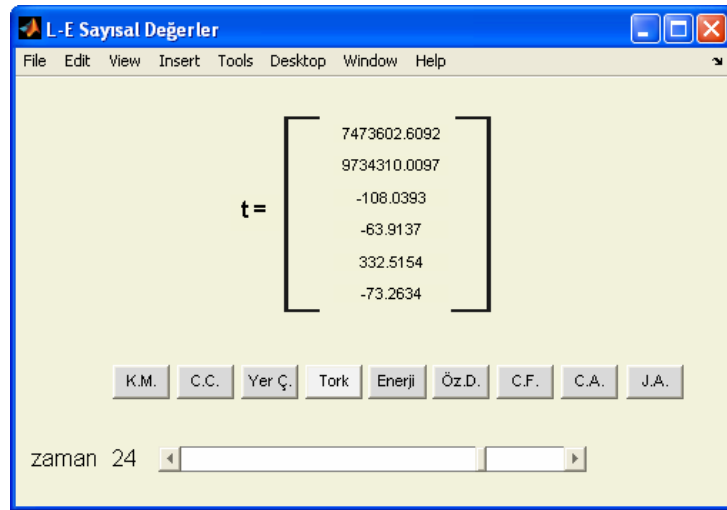 L-E Sayısal Değerler
File Edit View Insert Tools Desktop Window Help
7473602.6092
9734310.0097
-108.0393
t =
-63.9137
332.5154
-73.2634
K.M. C.C. Yer Ç. Tork Enerji Öz.D. C.F. C.A. J.A.
zaman 24